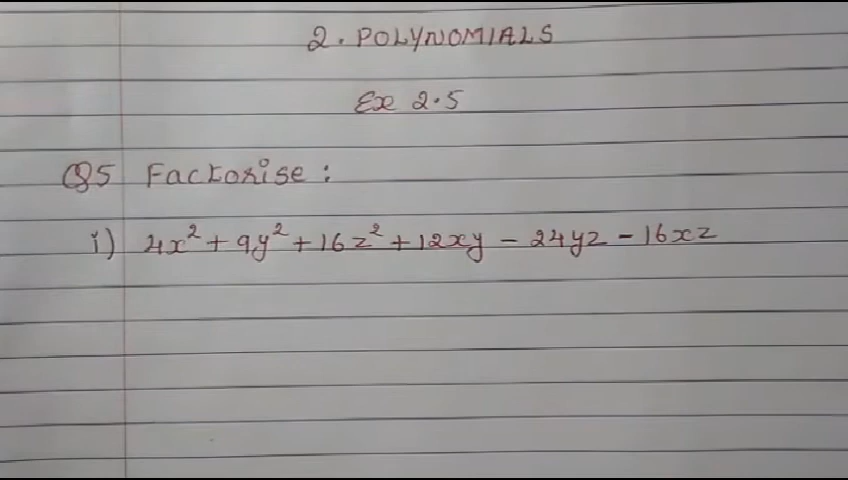 2. POLYNOMIALS
Ex 2.5
Q5 Factorise:
i) 4x² + 9y² + 16z² + 12xy - 24yz - 16xz